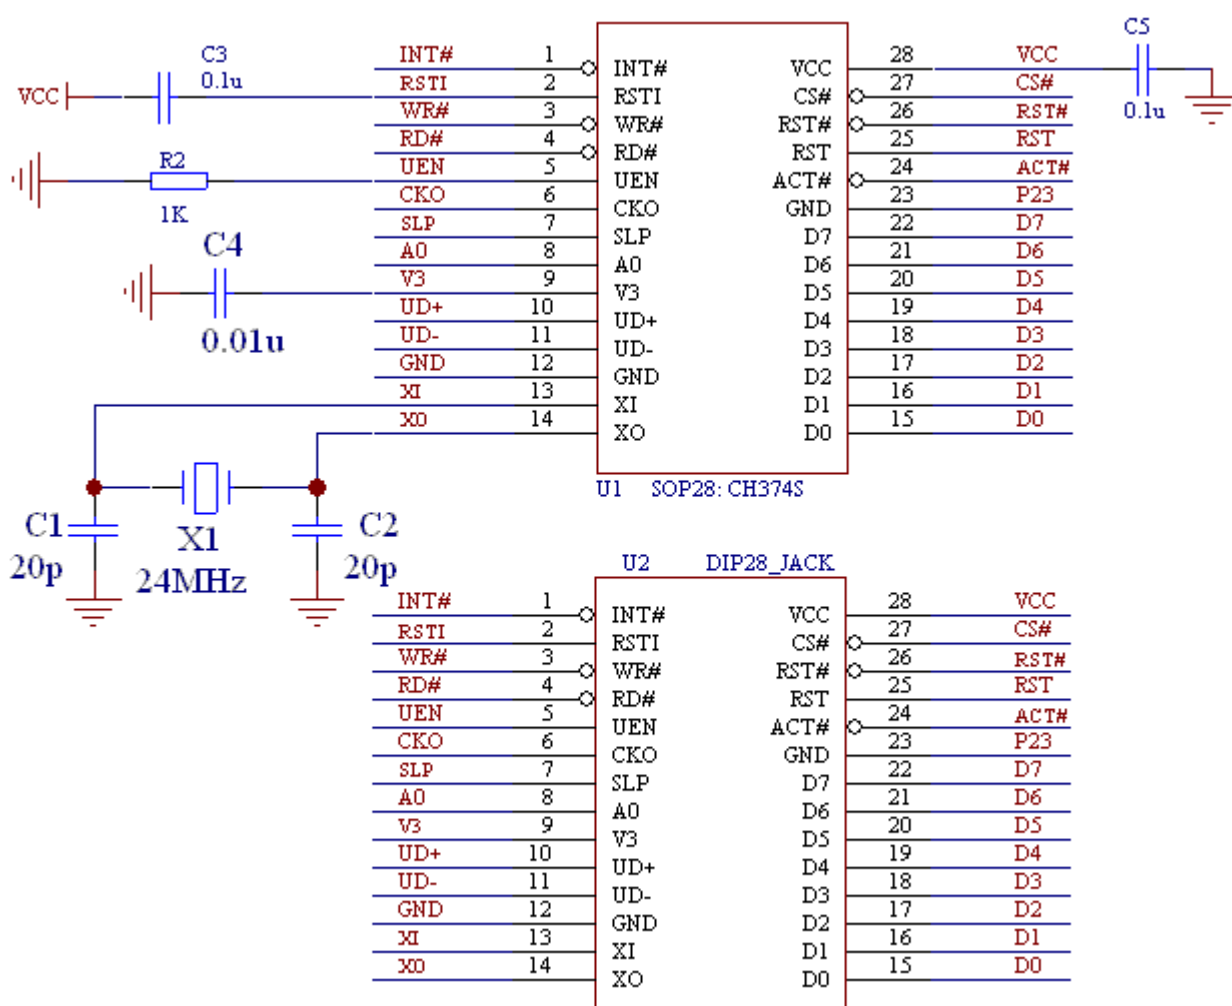 C5
C3
0.1u
VCC
INT# 1 INT# VCC 28 VCC
RSTI 2 RSTI CS# 27 CS#
WR# 3 WR# RST# 26 RST#
RD# 4 RD# RST 25 RST
UEN 5 UEN ACT# 24 ACT#
CKO 6 CKO GND 23 P23
SLP 7 SLP D7 22 D7
A0 8 A0 D6 21 D6
V3 9 V3 D5 20 D5
UD+ 10 UD+ D4 19 D4
UD- 11 UD- D3 18 D3
GND 12 GND D2 17 D2
XI 13 XI D1 16 D1
XO 14 XO D0 15 D0
0.1u
R2
1K
C4
0.01u
U1 SOP28: CH374S
C1
20p
X1
24MHz
C2
20p
U2 DIP28_JACK
INT# 1 INT# VCC 28 VCC
RSTI 2 RSTI CS# 27 CS#
WR# 3 WR# RST# 26 RST#
RD# 4 RD# RST 25 RST
UEN 5 UEN ACT# 24 ACT#
CKO 6 CKO GND 23 P23
SLP 7 SLP D7 22 D7
A0 8 A0 D6 21 D6
V3 9 V3 D5 20 D5
UD+ 10 UD+ D4 19 D4
UD- 11 UD- D3 18 D3
GND 12 GND D2 17 D2
XI 13 XI D1 16 D1
XO 14 XO D0 15 D0